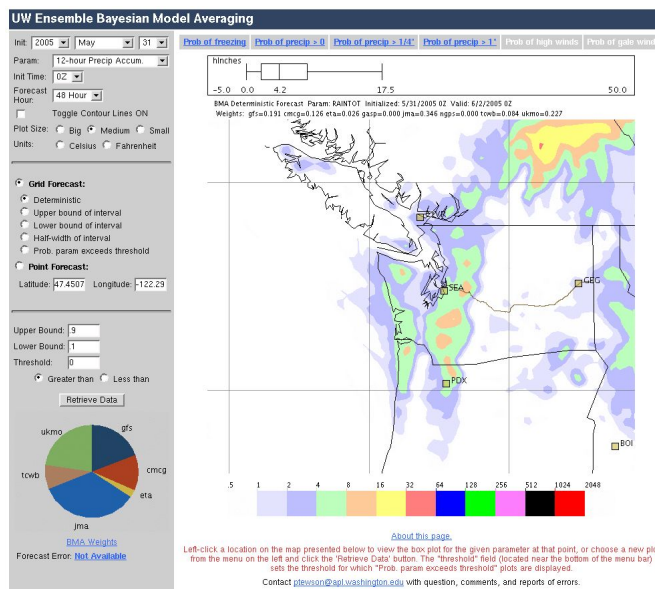 UW Ensemble Bayesian Model Averaging
Init: 2005 May 31
Param: 12-hour Precip Accum.
Init Time: 0Z
Forecast Hour: 48 Hour
Toggle Contour Lines ON
Plot Size: Big Medium Small
Units: Celsius Fahrenheit
Grid Forecast:
Deterministic
Upper bound of interval
Lower bound of interval
Half-width of interval
Prob. param exceeds threshold
Point Forecast:
Latitude: 47.4507 Longitude: -122.29
Upper Bound: .9
Lower Bound: .1
Threshold: 0
Greater than Less than
Retrieve Data
ukmo gfs
tcwb cmcg
eta
jma
BMA Weights
Forecast Error: Not Available
Prob of freezing Prob of precip > 0 Prob of precip > 1/4" Prob of precip > 1" Prob of high winds Prob of gale wind
hInches
-5.0 0.0 4.2 17.5 50.0
BMA Deterministic Forecast Param: RAINTOT Initialized: 5/31/2005 0Z Valid: 6/2/2005 0Z
Weights: gfs=0.191 cmcg=0.126 eta=0.026 gasp=0.000 jma=0.346 ngps=0.000 tcwb=0.084 ukmo=0.227
SEA
GEG
PDX
BOI
.5 1 2 4 8 16 32 64 128 256 512 1024 2048
About this page.
Left-click a location on the map presented below to view the box plot for the given parameter at that point, or choose a new plo
from the menu on the left and click the 'Retrieve Data' button. The "threshold" field (located near the bottom of the menu bar)
sets the threshold for which "Prob. param exceeds threshold" plots are displayed.
Contact ptewson@apl.washington.edu with question, comments, and reports of errors.